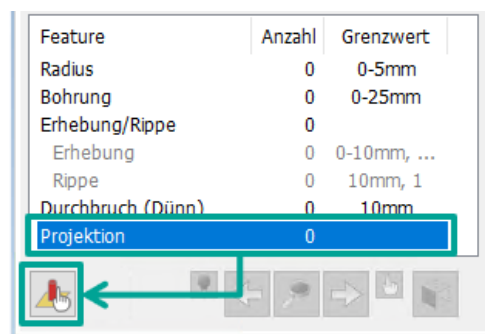 Feature Anzahl Grenzwert
Radius 0 0-5mm
Bohrung 0 0-25mm
Erhebung/Rippe 0
Erhebung 0 0-10mm, ...
Rippe 0 10mm, 1
Durchbruch (Dünn) 0 10mm
Projektion 0